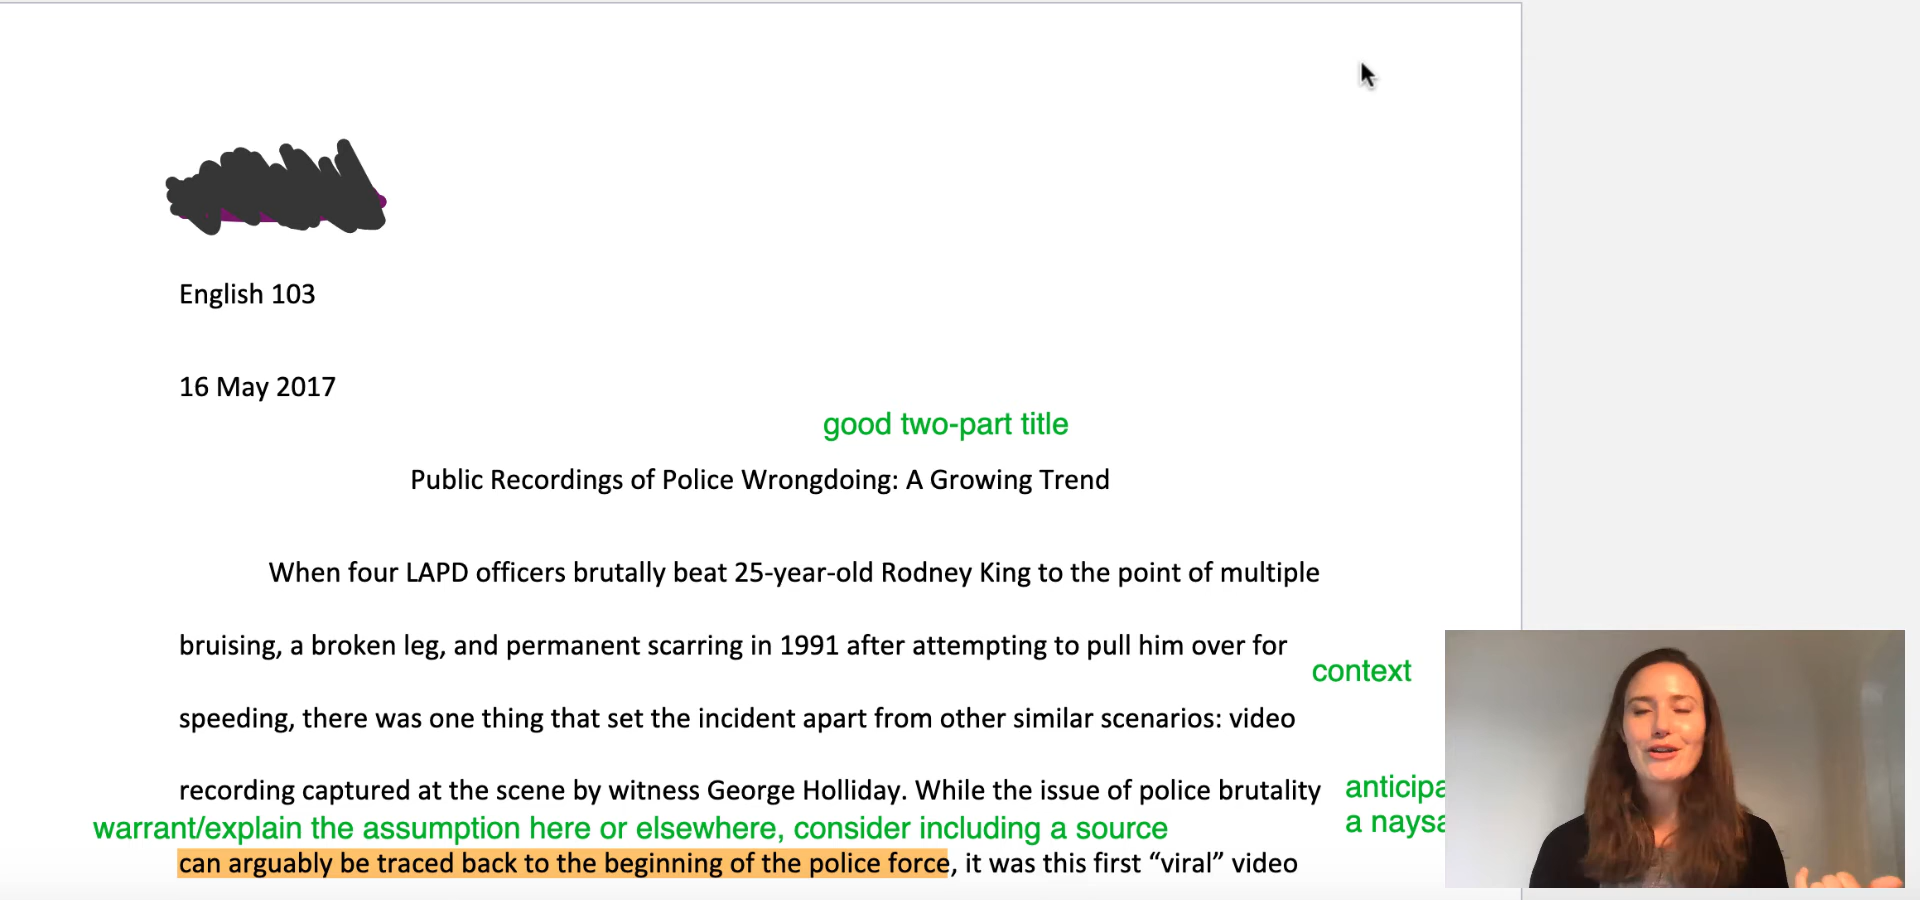 English 103
16 May 2017
good two-part title
Public Recordings of Police Wrongdoing: A Growing Trend
When four LAPD officers brutally beat 25-year-old Rodney King to the point of multiple
bruising, a broken leg, and permanent scarring in 1991 after attempting to pull him over for
context
speeding, there was one thing that set the incident apart from other similar scenarios: video
recording captured at the scene by witness George Holliday. While the issue of police brutality
warrant/explain the assumption here or elsewhere, consider including a source
a
can arguably be traced back to the beginning of the police force, it was this first “viral” video